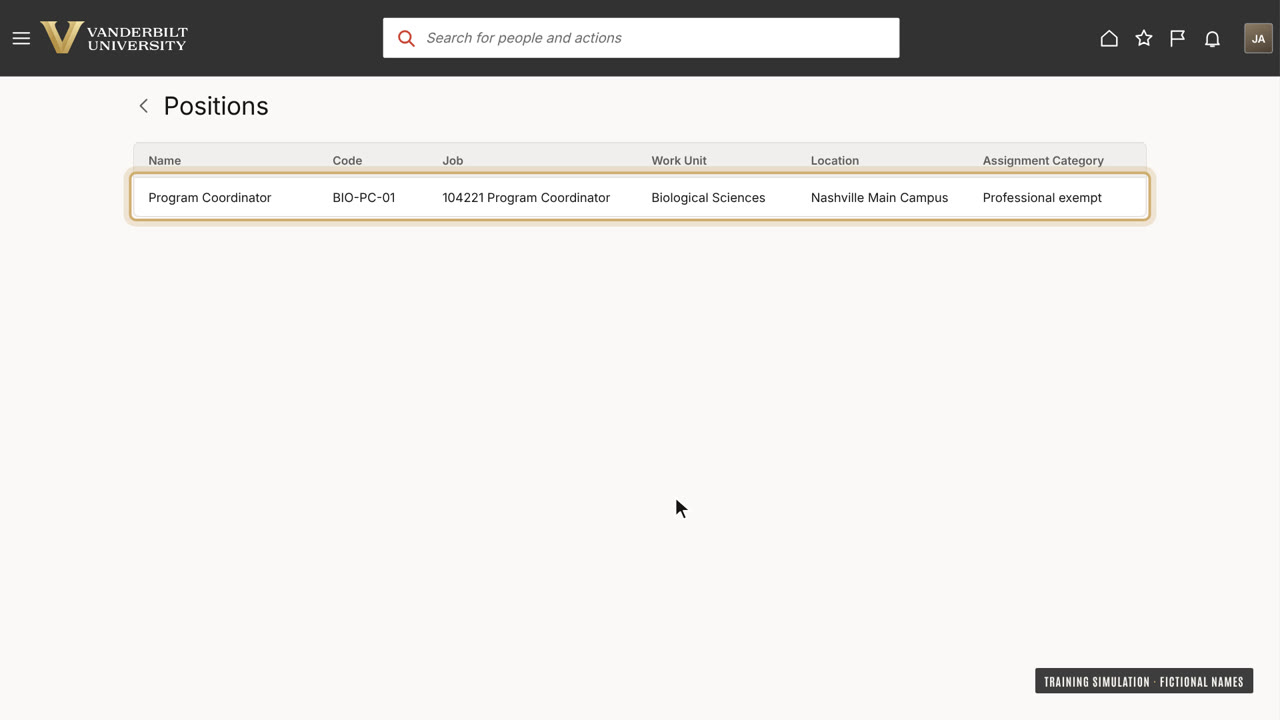 VANDERBILT
UNIVERSITY
Search for people and actions
JA
Positions
Name Code Job Work Unit Location Assignment Category
Program Coordinator BIO-PC-01 104221 Program Coordinator Biological Sciences Nashville Main Campus Professional exempt
TRAINING SIMULATION · FICTIONAL NAMES